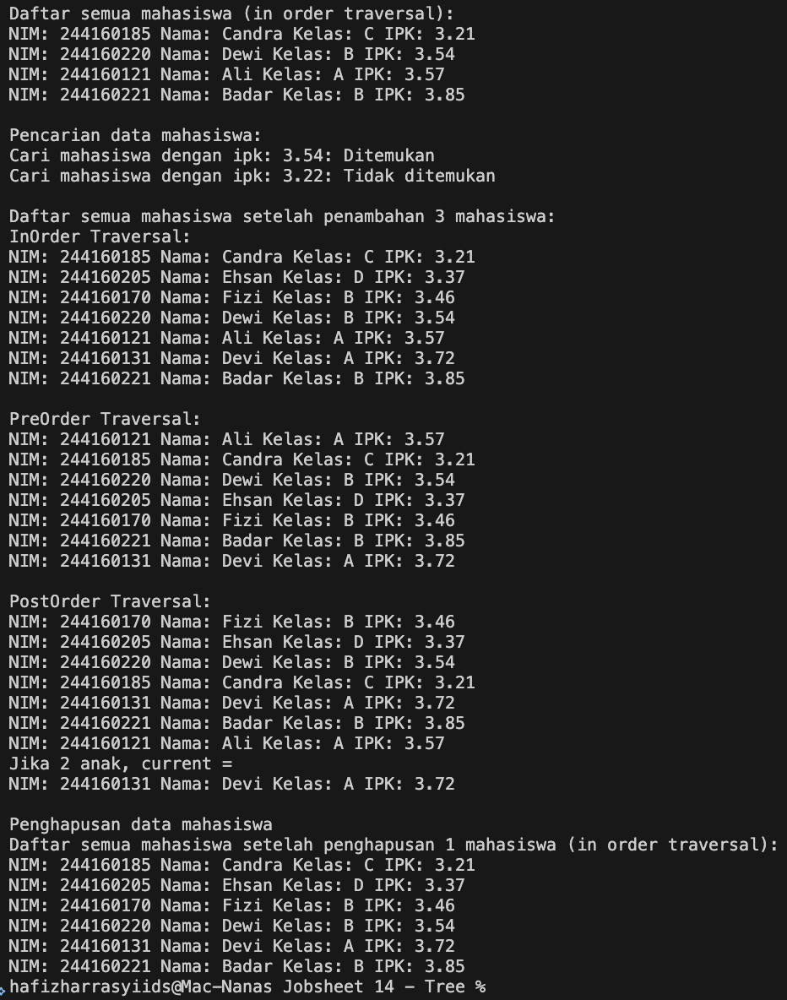 Daftar semua mahasiswa (in order traversal):
NIM: 244160185 Nama: Candra Kelas: C IPK: 3.21
NIM: 244160220 Nama: Dewi Kelas: B IPK: 3.54
NIM: 244160121 Nama: Ali Kelas: A IPK: 3.57
NIM: 244160221 Nama: Badar Kelas: B IPK: 3.85

Pencarian data mahasiswa:
Cari mahasiswa dengan ipk: 3.54: Ditemukan
Cari mahasiswa dengan ipk: 3.22: Tidak ditemukan

Daftar semua mahasiswa setelah penambahan 3 mahasiswa:
InOrder Traversal:
NIM: 244160185 Nama: Candra Kelas: C IPK: 3.21
NIM: 244160205 Nama: Ehsan Kelas: D IPK: 3.37
NIM: 244160170 Nama: Fizi Kelas: B IPK: 3.46
NIM: 244160220 Nama: Dewi Kelas: B IPK: 3.54
NIM: 244160121 Nama: Ali Kelas: A IPK: 3.57
NIM: 244160131 Nama: Devi Kelas: A IPK: 3.72
NIM: 244160221 Nama: Badar Kelas: B IPK: 3.85

PreOrder Traversal:
NIM: 244160121 Nama: Ali Kelas: A IPK: 3.57
NIM: 244160185 Nama: Candra Kelas: C IPK: 3.21
NIM: 244160220 Nama: Dewi Kelas: B IPK: 3.54
NIM: 244160205 Nama: Ehsan Kelas: D IPK: 3.37
NIM: 244160170 Nama: Fizi Kelas: B IPK: 3.46
NIM: 244160221 Nama: Badar Kelas: B IPK: 3.85
NIM: 244160131 Nama: Devi Kelas: A IPK: 3.72

PostOrder Traversal:
NIM: 244160170 Nama: Fizi Kelas: B IPK: 3.46
NIM: 244160205 Nama: Ehsan Kelas: D IPK: 3.37
NIM: 244160220 Nama: Dewi Kelas: B IPK: 3.54
NIM: 244160185 Nama: Candra Kelas: C IPK: 3.21
NIM: 244160131 Nama: Devi Kelas: A IPK: 3.72
NIM: 244160221 Nama: Badar Kelas: B IPK: 3.85
NIM: 244160121 Nama: Ali Kelas: A IPK: 3.57
Jika 2 anak, current =
NIM: 244160131 Nama: Devi Kelas: A IPK: 3.72

Penghapusan data mahasiswa
Daftar semua mahasiswa setelah penghapusan 1 mahasiswa (in order traversal):
NIM: 244160185 Nama: Candra Kelas: C IPK: 3.21
NIM: 244160205 Nama: Ehsan Kelas: D IPK: 3.37
NIM: 244160170 Nama: Fizi Kelas: B IPK: 3.46
NIM: 244160220 Nama: Dewi Kelas: B IPK: 3.54
NIM: 244160131 Nama: Devi Kelas: A IPK: 3.72
NIM: 244160221 Nama: Badar Kelas: B IPK: 3.85
hafizharrasyiids@Mac-Nanas Jobsheet 14 - Tree %